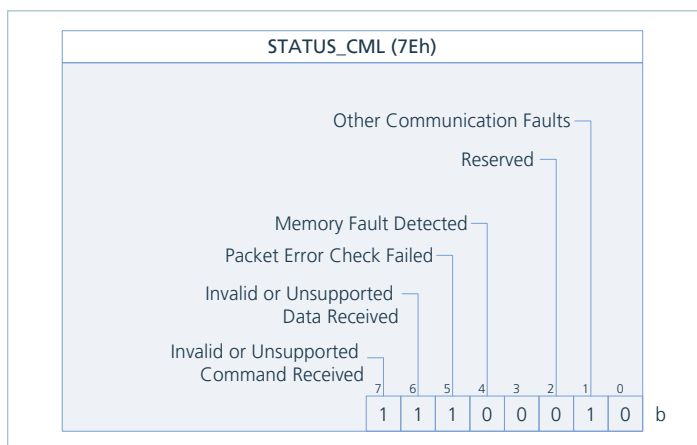 STATUS_CML (7Eh)
Other Communication Faults
Reserved
Memory Fault Detected
Packet Error Check Failed
Invalid or Unsupported
Data Received
Invalid or Unsupported
Command Received
7 6 5 4 3 2 1 0
1 1 1 0 0 0 1 0 b